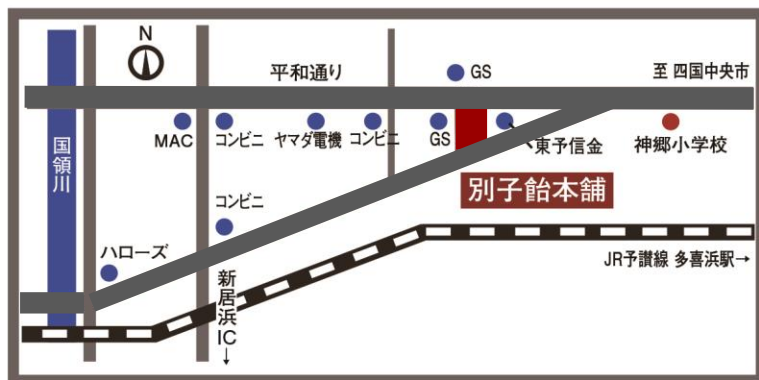 N
平和通り
GS
至 四国中央市
MAC
コンビニ
ヤマダ電機
コンビニ
GS
東予信金
神郷小学校
国領川
別子飴本舗
コンビニ
ハローズ
新居浜IC↓
JR予讃線 多喜浜駅→